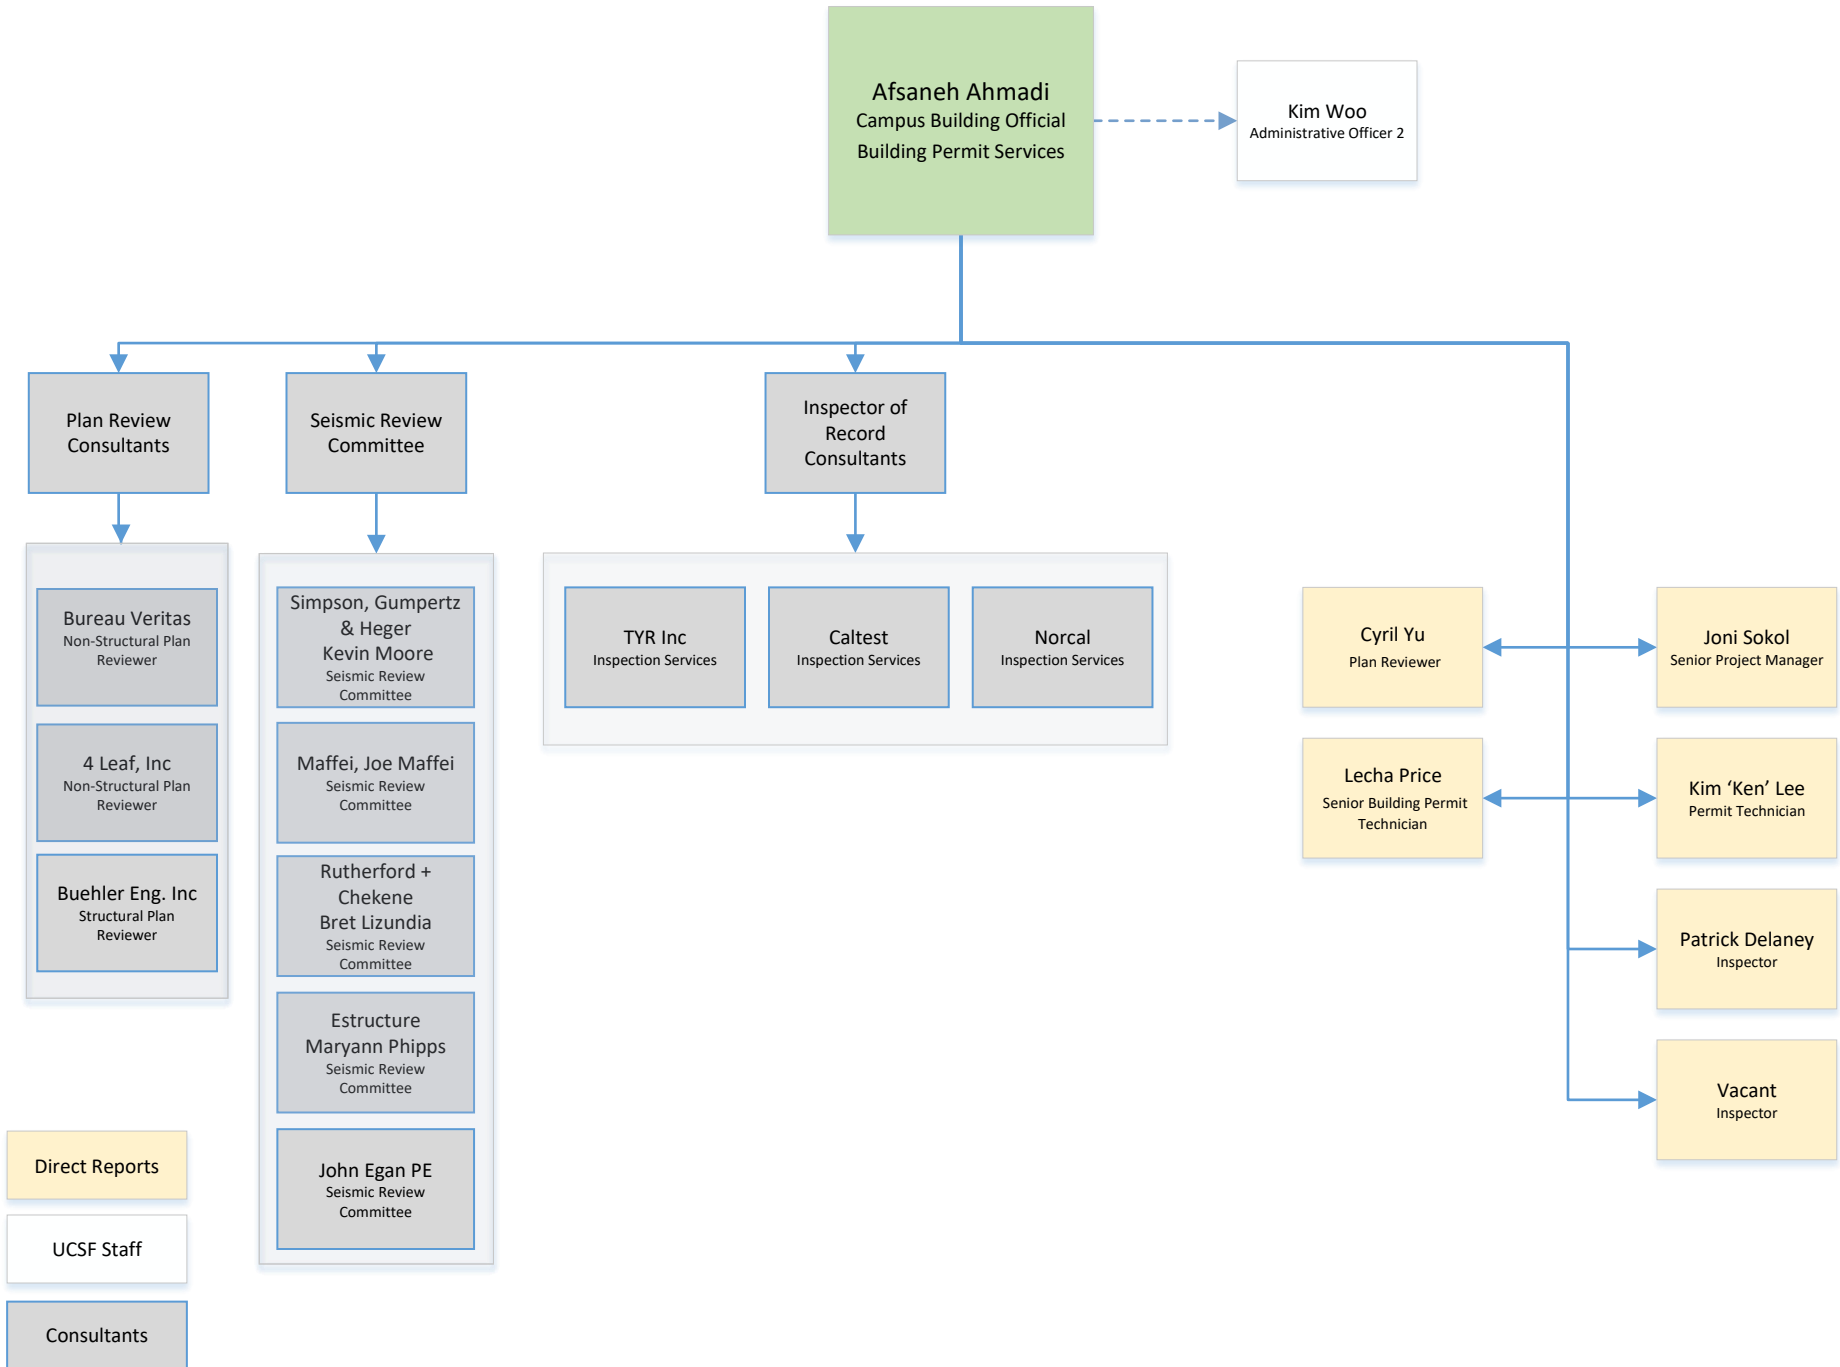 Afsaneh Ahmadi
Campus Building Official
Building Permit Services
Kim Woo
Administrative Officer 2
Plan Review
Consultants
Seismic Review
Committee
Inspector of
Record
Consultants
Bureau Veritas
Non-Structural Plan
Reviewer
4 Leaf, Inc
Non-Structural Plan
Reviewer
Buehler Eng. Inc
Structural Plan
Reviewer
Simpson, Gumpertz
& Heger
Kevin Moore
Seismic Review
Committee
Maffei, Joe Maffei
Seismic Review
Committee
Rutherford +
Chekene
Bret Lizundia
Seismic Review
Committee
Estructure
Maryann Phipps
Seismic Review
Committee
John Egan PE
Seismic Review
Committee
TYR Inc
Inspection Services
Caltest
Inspection Services
Norcal
Inspection Services
Cyril Yu
Plan Reviewer
Joni Sokol
Senior Project Manager
Lecha Price
Senior Building Permit
Technician
Kim ‘Ken’ Lee
Permit Technician
Patrick Delaney
Inspector
Vacant
Inspector
Direct Reports
UCSF Staff
Consultants